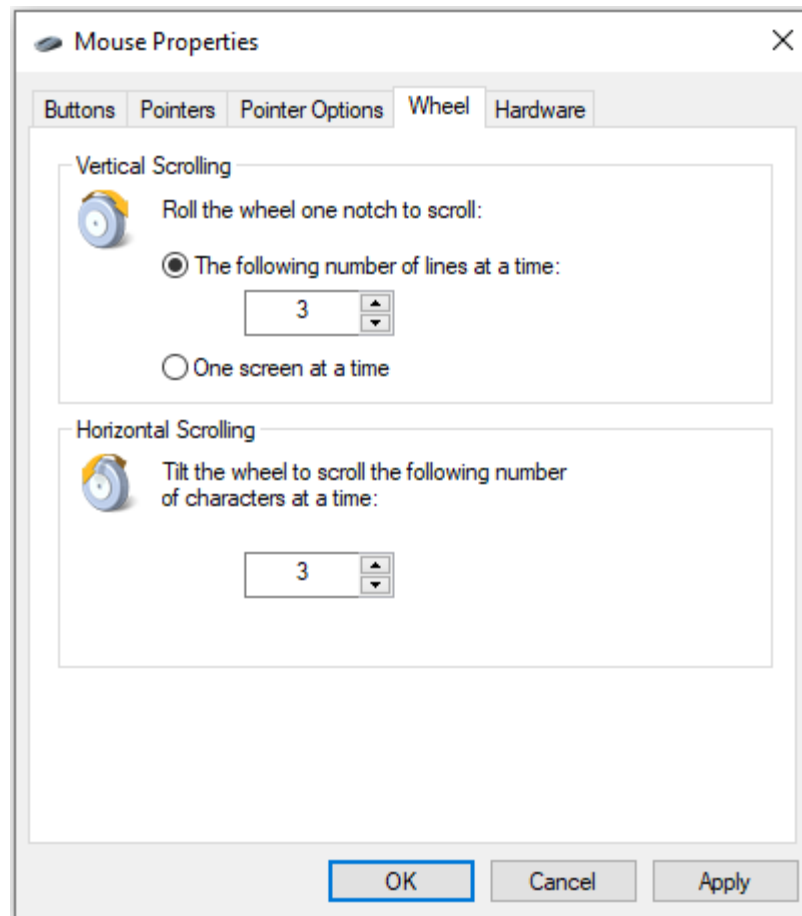 Mouse Properties
Buttons Pointers Pointer Options Wheel Hardware
Vertical Scrolling
Roll the wheel one notch to scroll:
The following number of lines at a time:
3
One screen at a time
Horizontal Scrolling
Tilt the wheel to scroll the following number
of characters at a time:
3
OK Cancel Apply